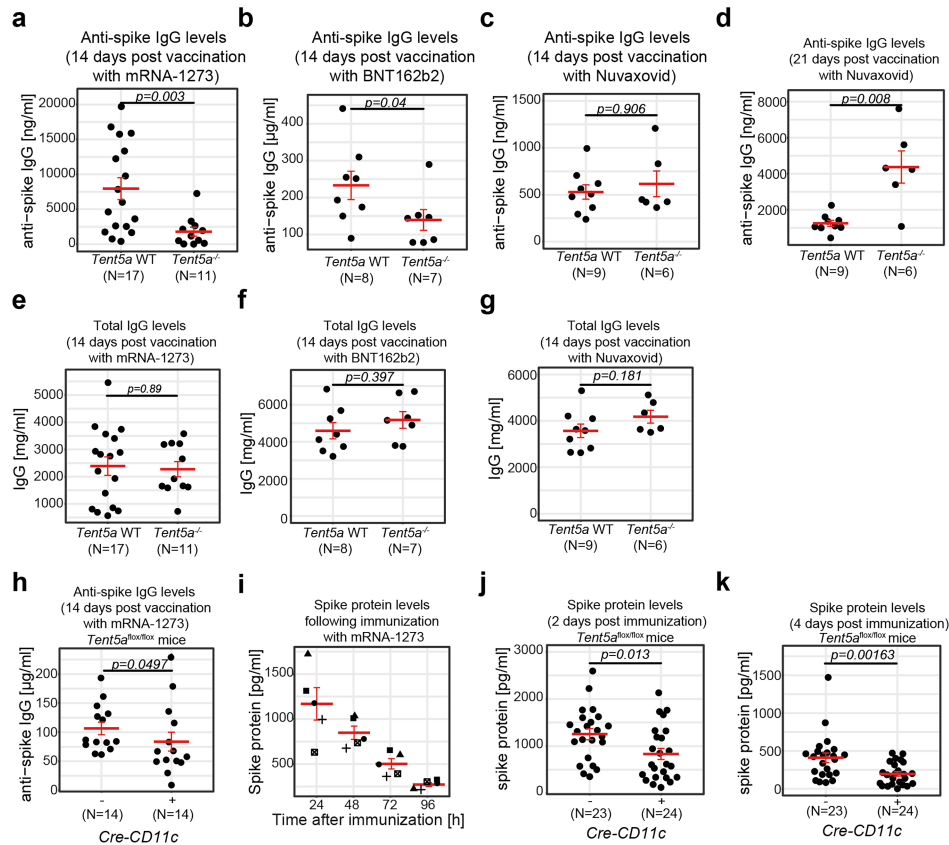 a
Anti-spike IgG levels
(14 days post vaccination
with mRNA-1273)
p=0.003
anti−spike IgG [ng/ml]
20000
15000
10000
5000
0
Tent5a WT
(N=17)
Tent5a-/-
(N=11)
b
Anti-spike IgG levels
(14 days post vaccination
with BNT162b2)
p=0.04
anti−spike IgG [µg/ml]
400
300
200
100
Tent5a WT
(N=8)
Tent5a-/-
(N=7)
c
Anti-spike IgG levels
(14 days post vaccination
with Nuvaxovid)
p=0.906
anti−spike IgG [ng/ml]
1500
1000
500
0
Tent5a WT
(N=9)
Tent5a-/-
(N=6)
d
Anti-spike IgG levels
(21 days post vaccination
with Nuvaxovid)
p=0.008
anti−spike IgG [ng/ml]
8000
6000
4000
2000
Tent5a WT
(N=9)
Tent5a-/-
(N=6)
e
Total IgG levels
(14 days post vaccination
with mRNA-1273)
p=0.89
IgG [mg/ml]
5000
4000
3000
2000
1000
Tent5a WT
(N=17)
Tent5a-/-
(N=11)
f
Total IgG levels
(14 days post vaccination
with BNT162b2)
p=0.397
IgG [mg/ml]
6000
4000
2000
0
Tent5a WT
(N=8)
Tent5a-/-
(N=7)
g
Total IgG levels
(14 days post vaccination
with Nuvaxovid)
p=0.181
IgG [mg/ml]
6000
4000
2000
0
Tent5a WT
(N=9)
Tent5a-/-
(N=6)
h
Anti-spike IgG levels
(14 days post vaccination
with mRNA-1273)
Tent5aflox/flox mice
p=0.0497
anti-spike IgG [µg/ml]
200
150
100
50
0
- +
(N=14) (N=14)
Cre-CD11c
i
Spike protein levels
following immunization
with mRNA-1273
Spike protein [pg/ml]
1500
1000
500
24 48 72 96
Time after immunization [h]
j
Spike protein levels
(2 days post immunization)
Tent5aflox/flox mice
p=0.013
spike protein [pg/ml]
3000
2000
1000
0
- +
(N=23) (N=24)
Cre-CD11c
k
Spike protein levels
(4 days post immunization)
Tent5aflox/flox mice
p=0.00163
spike protein [pg/ml]
1500
1000
500
0
- +
(N=23) (N=24)
Cre-CD11c